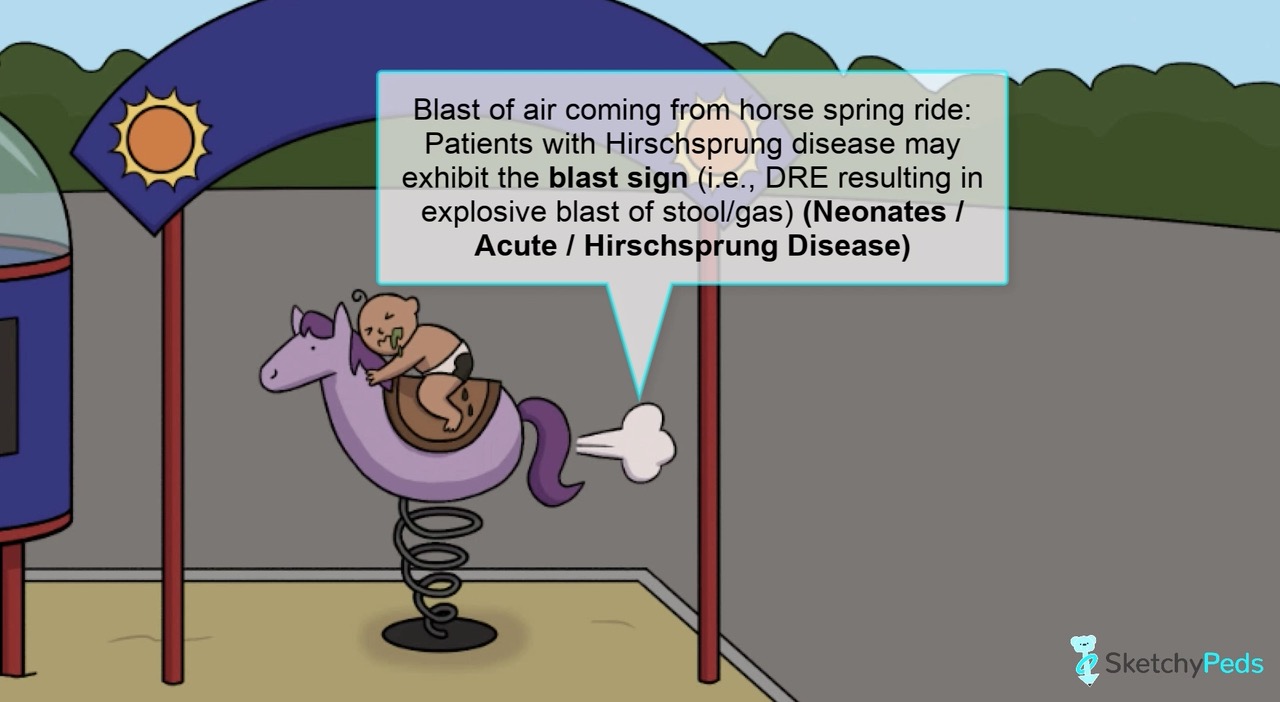 Blast of air coming from horse spring ride:
Patients with Hirschsprung disease may
exhibit the blast sign (i.e., DRE resulting in
explosive blast of stool/gas) (Neonates /
Acute / Hirschsprung Disease)
SketchyPeds